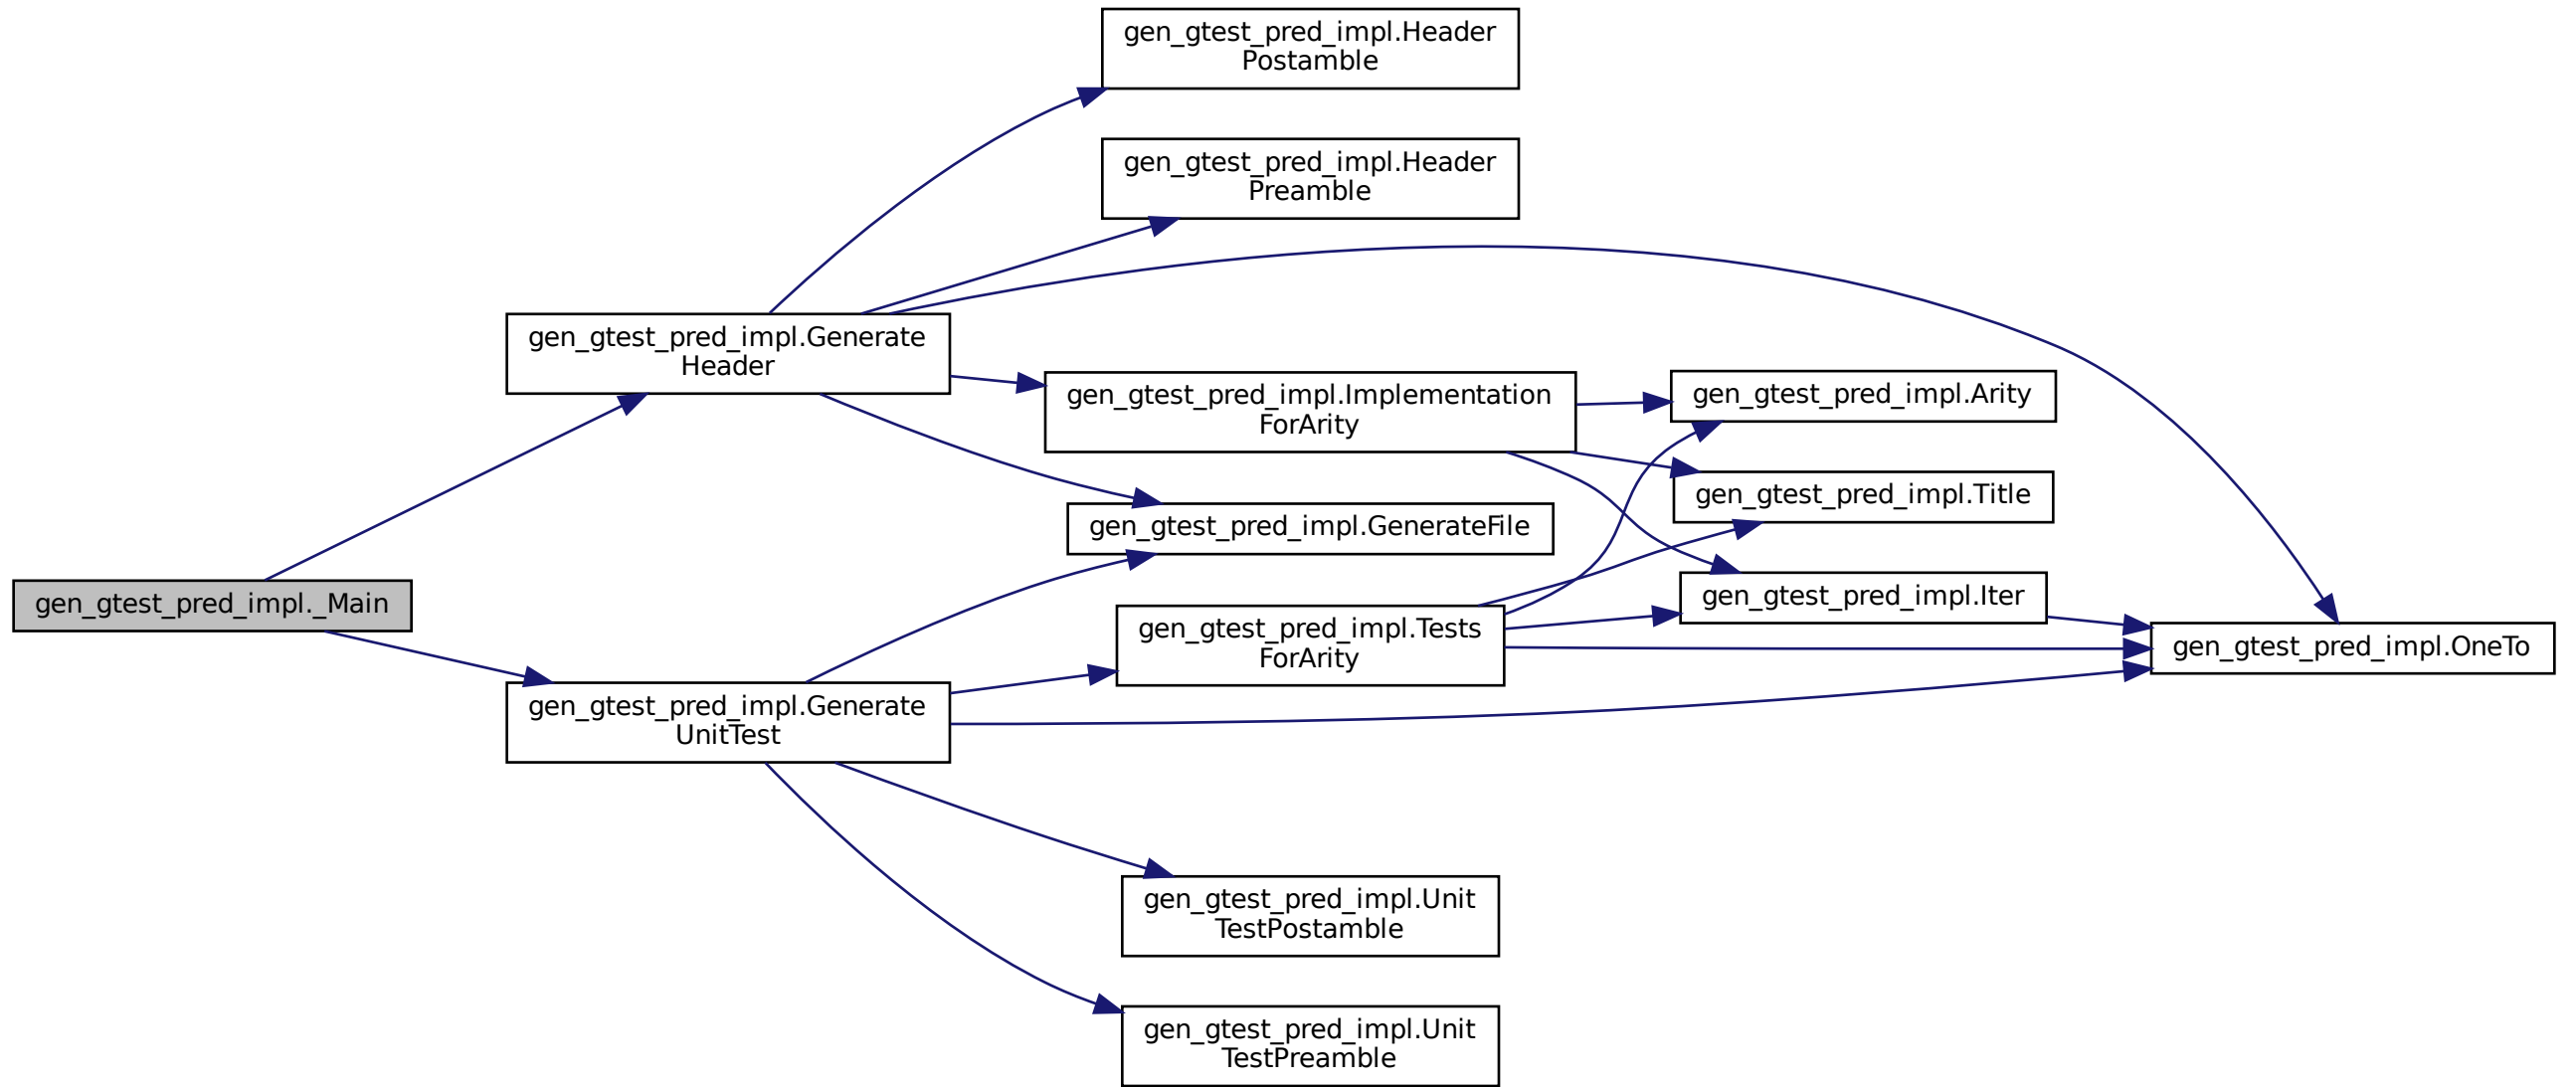 gen_gtest_pred_impl.Header
Postamble
gen_gtest_pred_impl.Header
Preamble
gen_gtest_pred_impl.Generate
Header
gen_gtest_pred_impl.Implementation
ForArity
gen_gtest_pred_impl.Arity
gen_gtest_pred_impl.Title
gen_gtest_pred_impl.GenerateFile
gen_gtest_pred_impl._Main
gen_gtest_pred_impl.Iter
gen_gtest_pred_impl.Tests
ForArity
gen_gtest_pred_impl.OneTo
gen_gtest_pred_impl.Generate
UnitTest
gen_gtest_pred_impl.Unit
TestPostamble
gen_gtest_pred_impl.Unit
TestPreamble